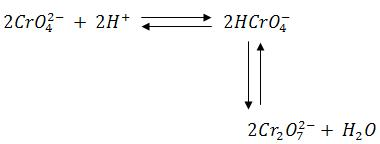 2CrO₄²⁻ + 2H⁺ ⇌ 2HCrO₄⁻
⇅
2Cr₂O₇²⁻ + H₂O